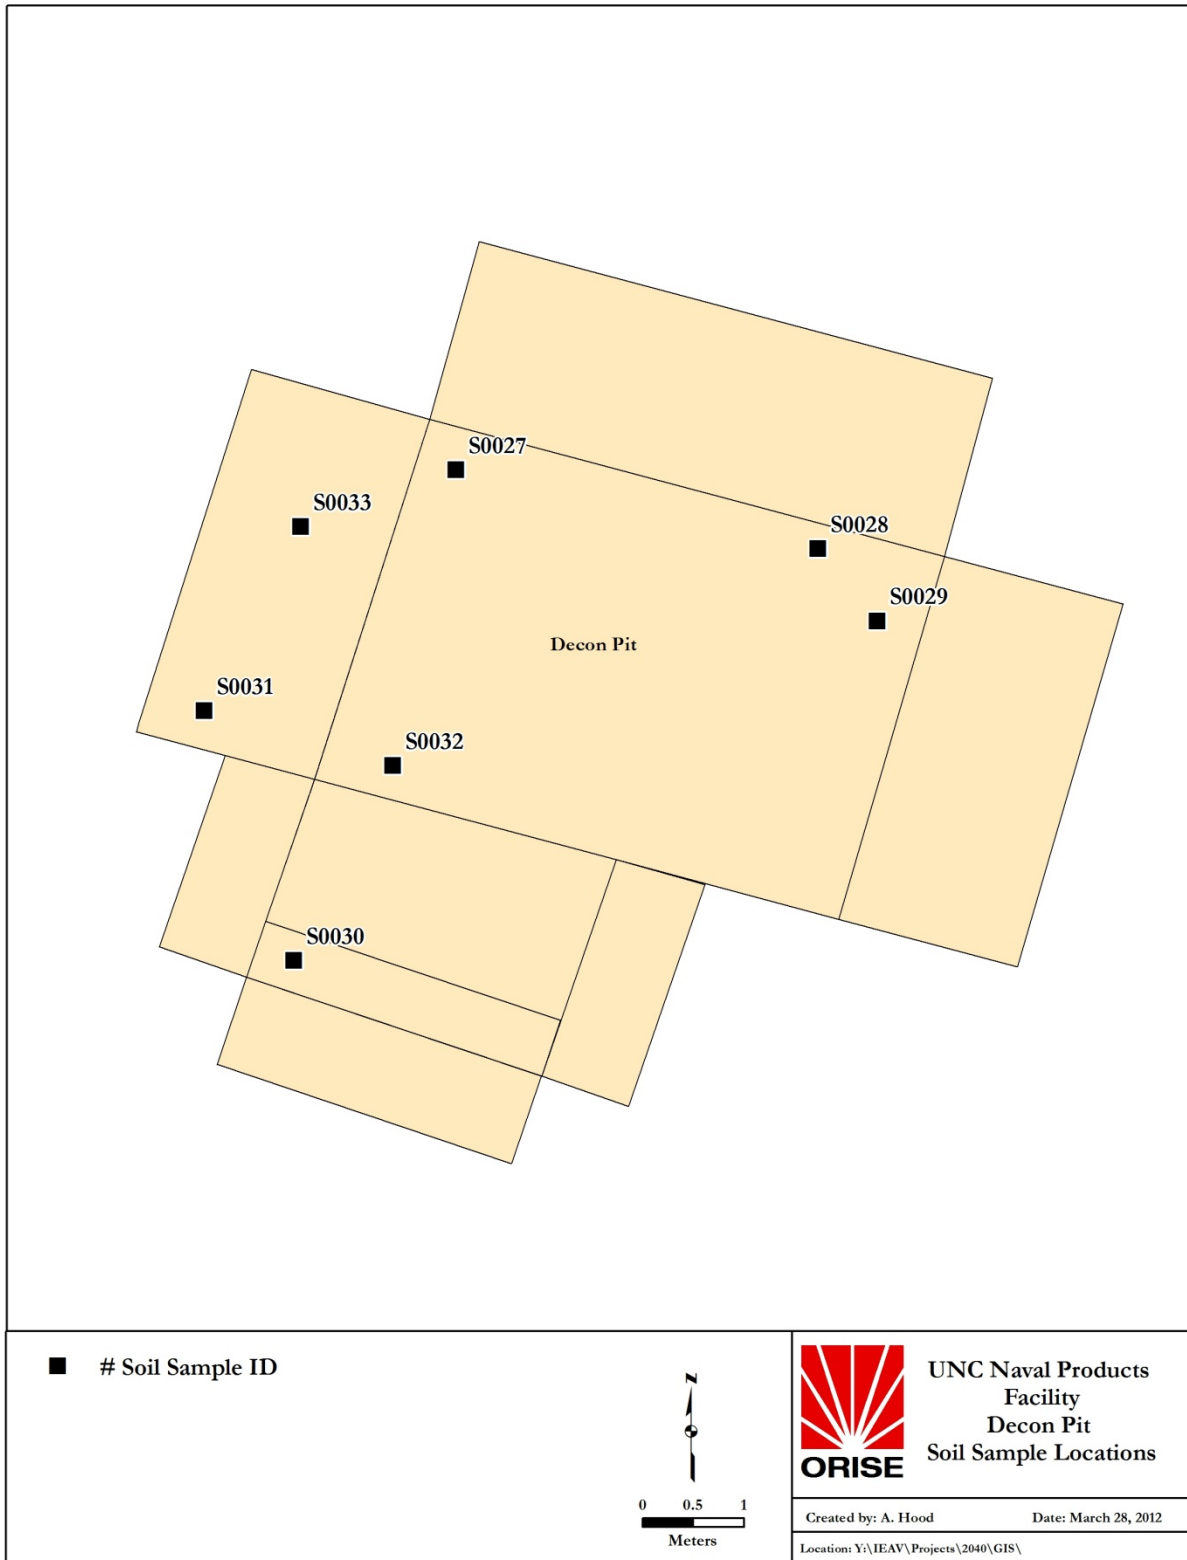 S0027
S0033
S0028
S0029
Decon Pit
S0031
S0032
S0030
# Soil Sample ID
N
0 0.5 1
Meters
ORISE
UNC Naval Products
Facility
Decon Pit
Soil Sample Locations
Created by: A. Hood Date: March 28, 2012
Location: Y:\IEAV\Projects\2040\GIS\